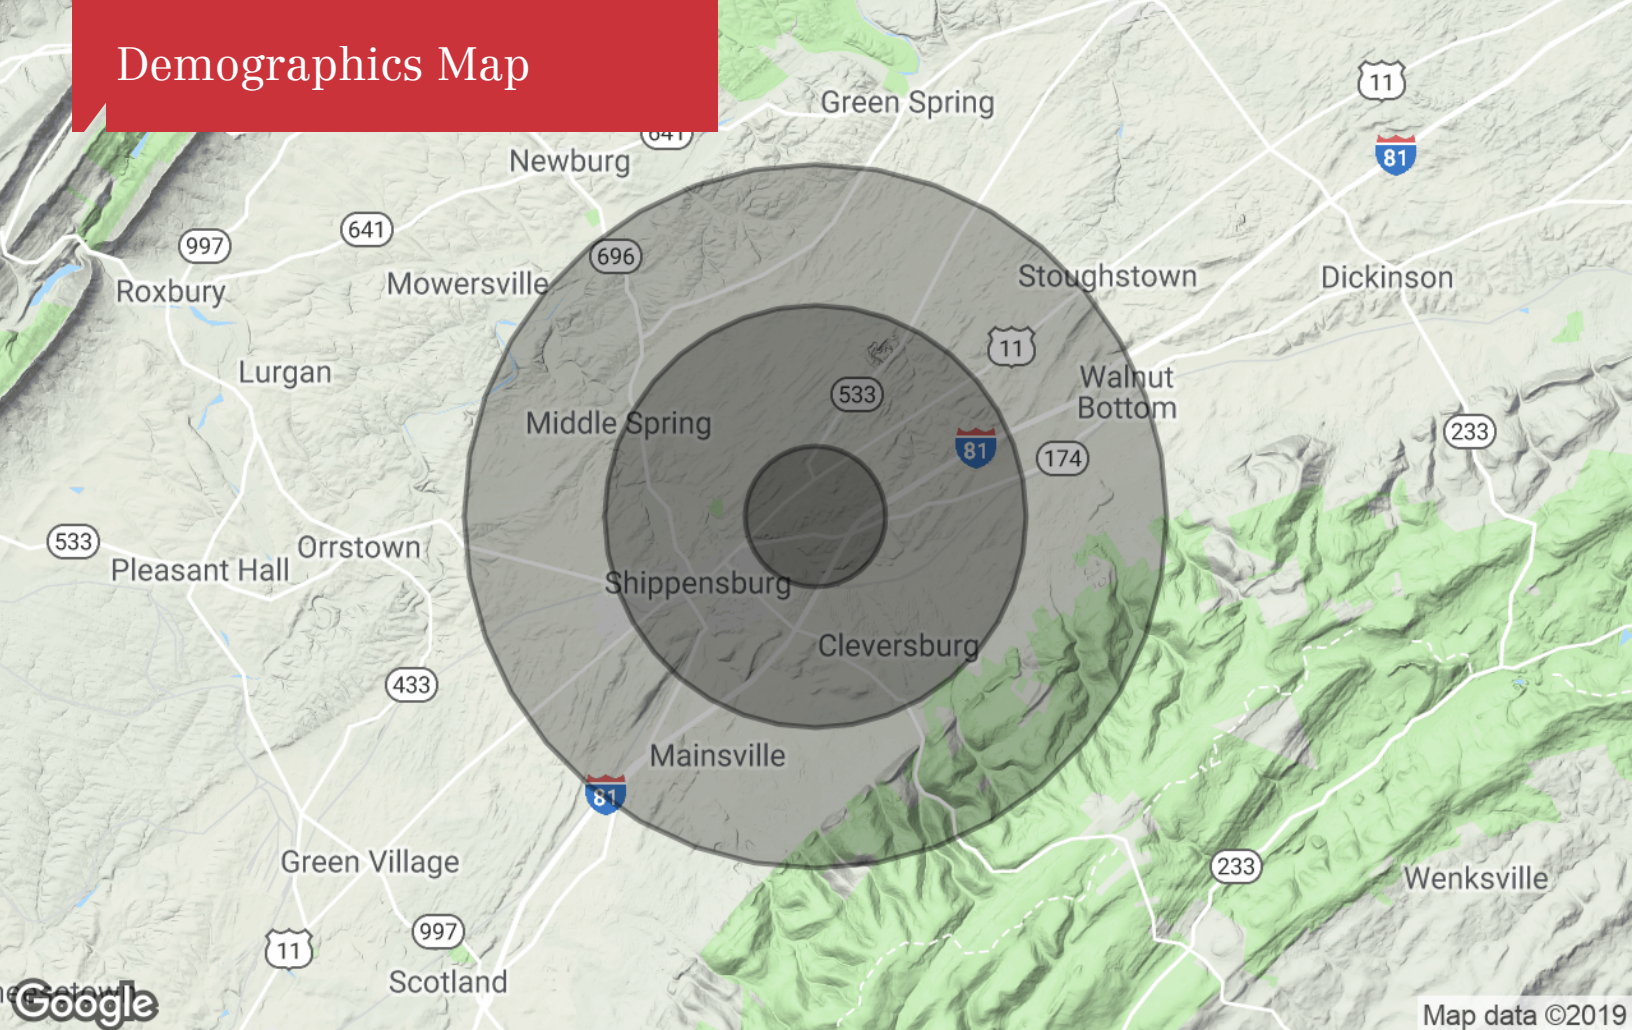 Demographics Map
11
Green Spring
641
81
Newburg
641
997
696
Stoughstown
Dickinson
Mowersville
Roxbury
11
Lurgan
Walnut
Bottom
533
Middle Spring
233
81
174
533
Orrstown
Pleasant Hall
Shippensburg
Cleversburg
433
Mainsville
81
Green Village
233
Wenksville
997
11
Scotland
Google
Map data ©2019